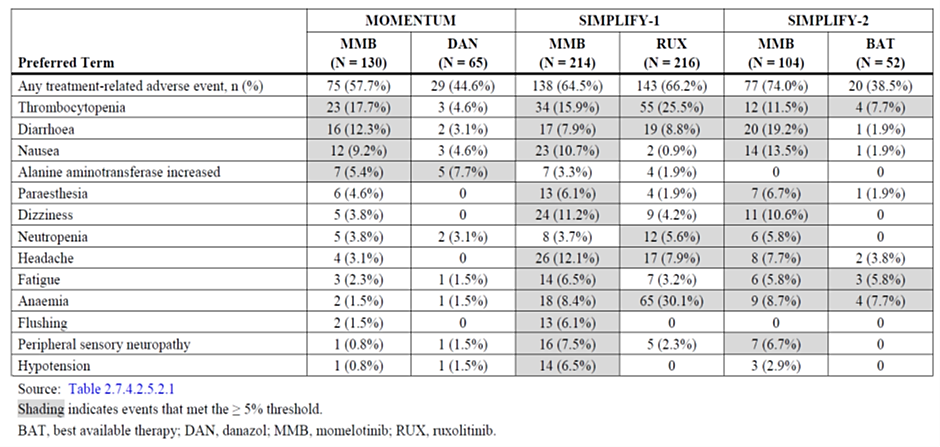 MOMENTUM SIMPLIFY-1 SIMPLIFY-2
MMB DAN MMB RUX MMB BAT
Preferred Term (N = 130) (N = 65) (N = 214) (N = 216) (N = 104) (N = 52)
Any treatment-related adverse event, n (%) 75 (57.7%) 29 (44.6%) 138 (64.5%) 143 (66.2%) 77 (74.0%) 20 (38.5%)
Thrombocytopenia 23 (17.7%) 3 (4.6%) 34 (15.9%) 55 (25.5%) 12 (11.5%) 4 (7.7%)
Diarrhoea 16 (12.3%) 2 (3.1%) 17 (7.9%) 19 (8.8%) 20 (19.2%) 1 (1.9%)
Nausea 12 (9.2%) 3 (4.6%) 23 (10.7%) 2 (0.9%) 14 (13.5%) 1 (1.9%)
Alanine aminotransferase increased 7 (5.4%) 5 (7.7%) 7 (3.3%) 4 (1.9%) 0 0
Paraesthesia 6 (4.6%) 0 13 (6.1%) 4 (1.9%) 7 (6.7%) 1 (1.9%)
Dizziness 5 (3.8%) 0 24 (11.2%) 9 (4.2%) 11 (10.6%) 0
Neutropenia 5 (3.8%) 2 (3.1%) 8 (3.7%) 12 (5.6%) 6 (5.8%) 0
Headache 4 (3.1%) 0 26 (12.1%) 17 (7.9%) 8 (7.7%) 2 (3.8%)
Fatigue 3 (2.3%) 1 (1.5%) 14 (6.5%) 7 (3.2%) 6 (5.8%) 3 (5.8%)
Anaemia 2 (1.5%) 1 (1.5%) 18 (8.4%) 65 (30.1%) 9 (8.7%) 4 (7.7%)
Flushing 2 (1.5%) 0 13 (6.1%) 0 0 0
Peripheral sensory neuropathy 1 (0.8%) 1 (1.5%) 16 (7.5%) 5 (2.3%) 7 (6.7%) 0
Hypotension 1 (0.8%) 1 (1.5%) 14 (6.5%) 0 3 (2.9%) 0
Source: Table 2.7.4.2.5.2.1
Shading indicates events that met the ≥ 5% threshold.
BAT, best available therapy; DAN, danazol; MMB, momelotinib; RUX, ruxolitinib.